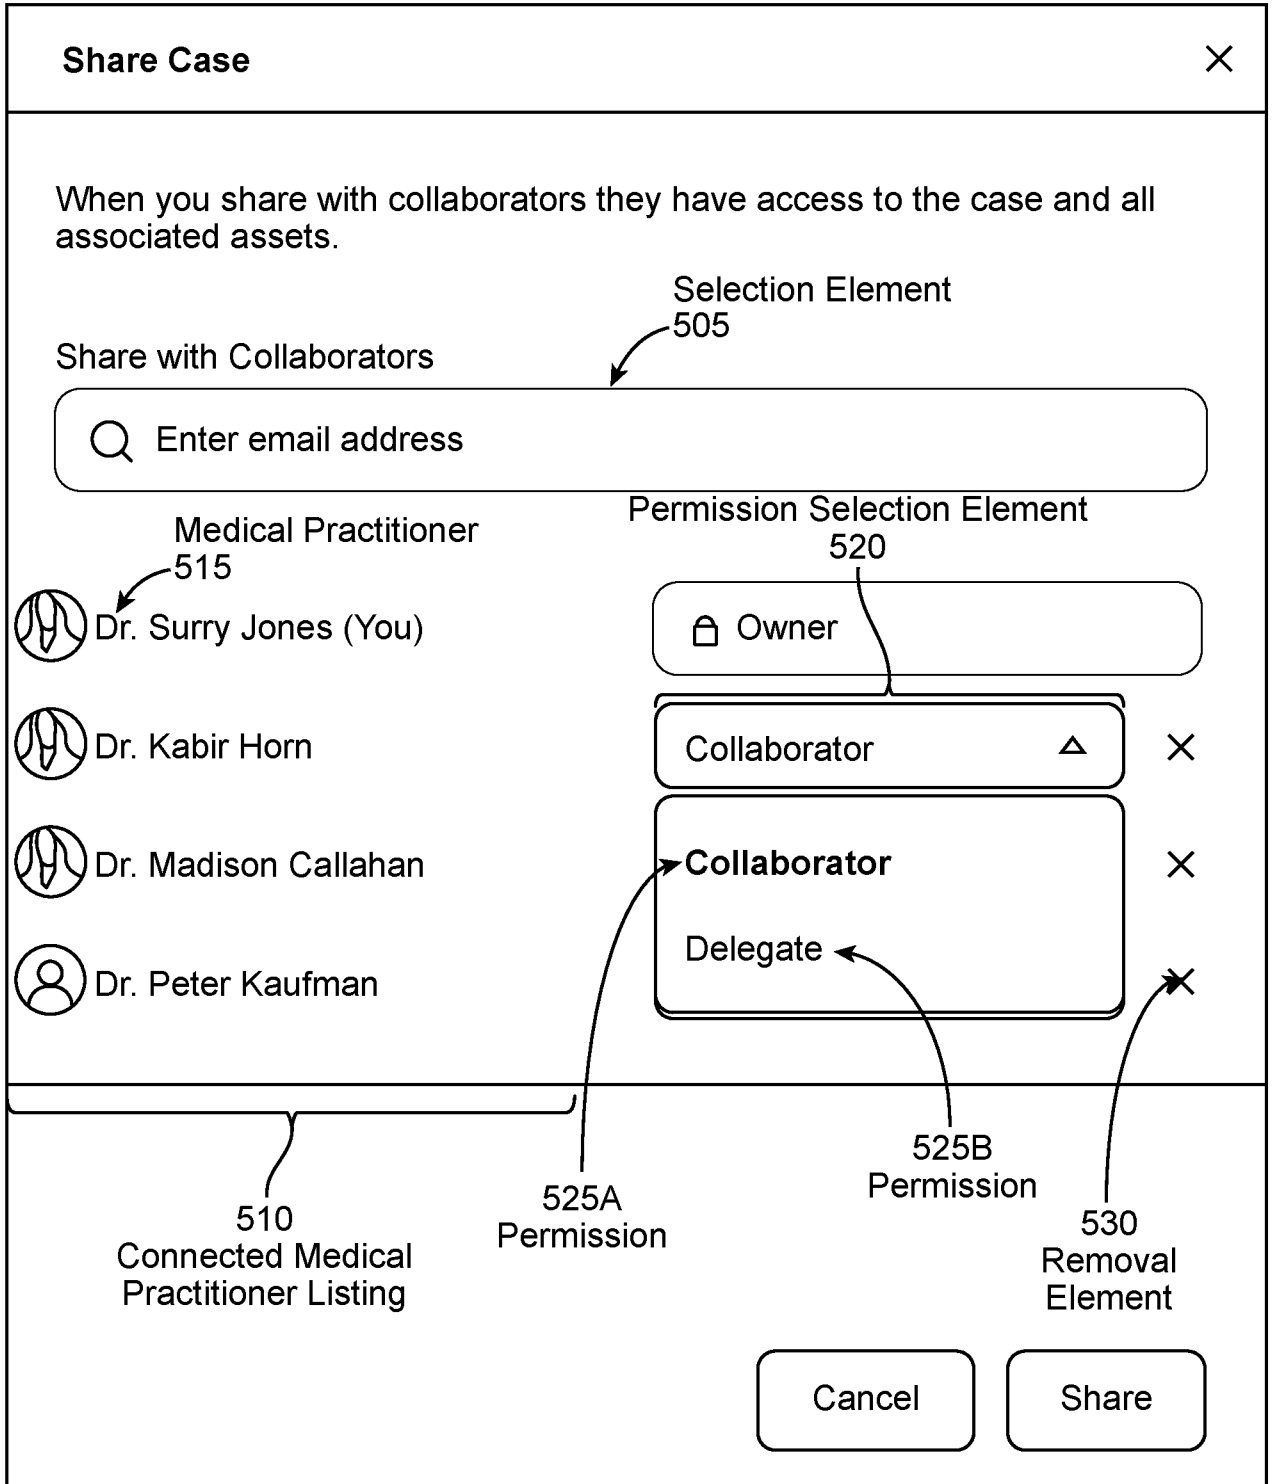 Share Case
When you share with collaborators they have access to the case and all
associated assets.
Selection Element
505
Share with Collaborators
Enter email address
Permission Selection Element
520
Medical Practitioner
515
Dr. Surry Jones (You)
Owner
Dr. Kabir Horn
Collaborator
Dr. Madison Callahan
Collaborator
Delegate
Dr. Peter Kaufman
525B
Permission
525A
Permission
510
Connected Medical
Practitioner Listing
530
Removal
Element
Cancel
Share